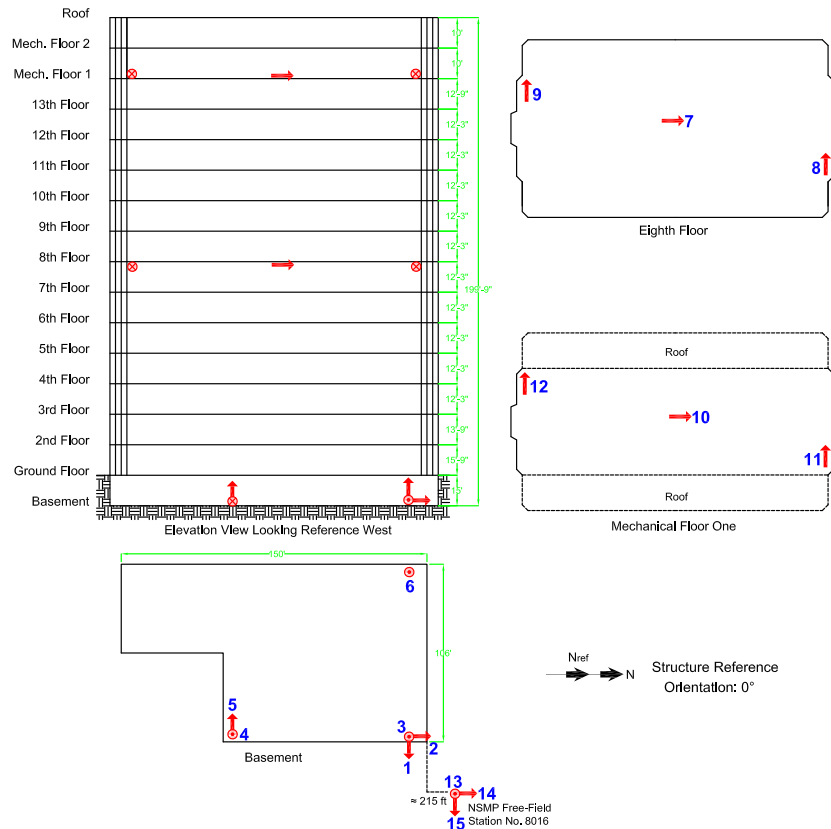 Roof
Mech. Floor 2
Mech. Floor 1
13th Floor
12th Floor
11th Floor
10th Floor
9th Floor
8th Floor
7th Floor
6th Floor
5th Floor
4th Floor
3rd Floor
2nd Floor
Ground Floor
Basement
10'
10'
12'-9"
12'-3"
12'-3"
12'-3"
12'-3"
12'-3"
12'-3"
12'-3"
12'-3"
12'-3"
13'-9"
15'-9"
15'
199'-9"
Elevation View Looking Reference West
9
7
8
Eighth Floor
Roof
12
10
11
Roof
Mechanical Floor One
150'
6
106'
5
4
3
2
1
Basement
13
14
15
≈ 215 ft
NSMP Free-Field
Station No. 8016
Nref
N
Structure Reference
Orientation: 0°